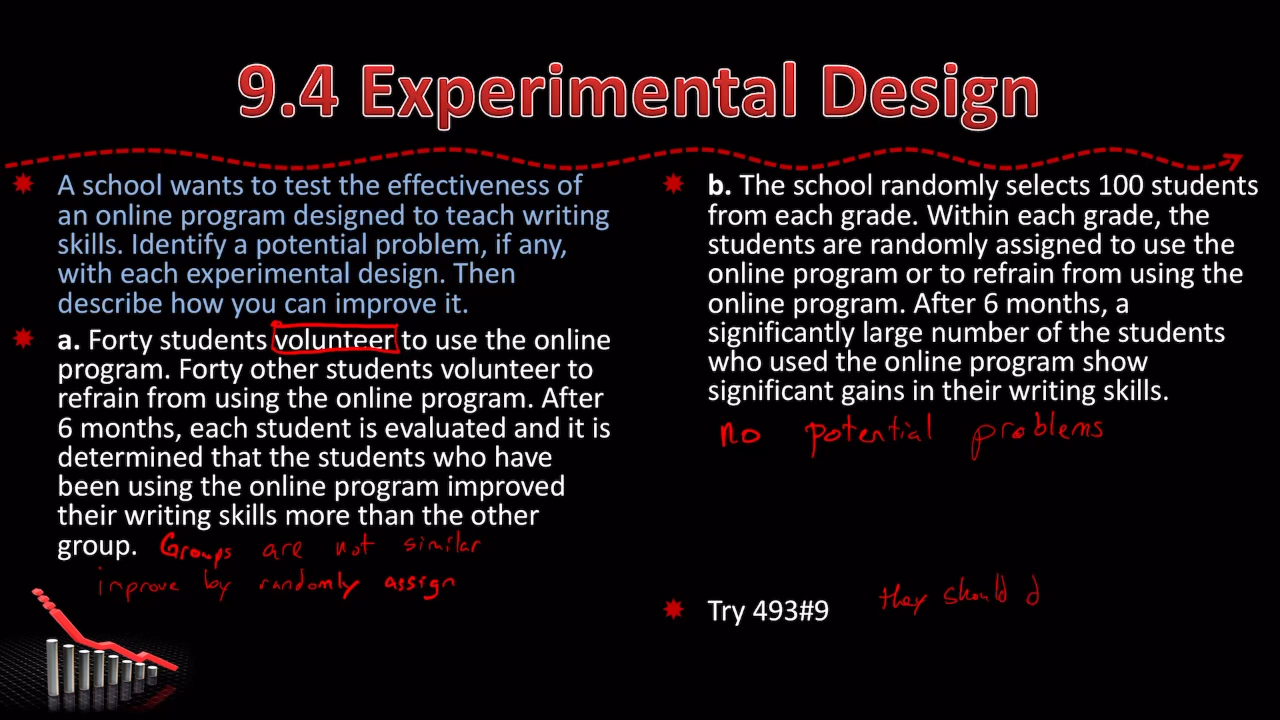 9.4 Experimental Design
A school wants to test the effectiveness of
an online program designed to teach writing
skills. Identify a potential problem, if any,
with each experimental design. Then
describe how you can improve it.
a. Forty students volunteer to use the online
program. Forty other students volunteer to
refrain from using the online program. After
6 months, each student is evaluated and it is
determined that the students who have
been using the online program improved
their writing skills more than the other
group. Groups are not similar
improve by randomly assign
b. The school randomly selects 100 students
from each grade. Within each grade, the
students are randomly assigned to use the
online program or to refrain from using the
online program. After 6 months, a
significantly large number of the students
who used the online program show
significant gains in their writing skills.
no potential problems
Try 493#9 they should d